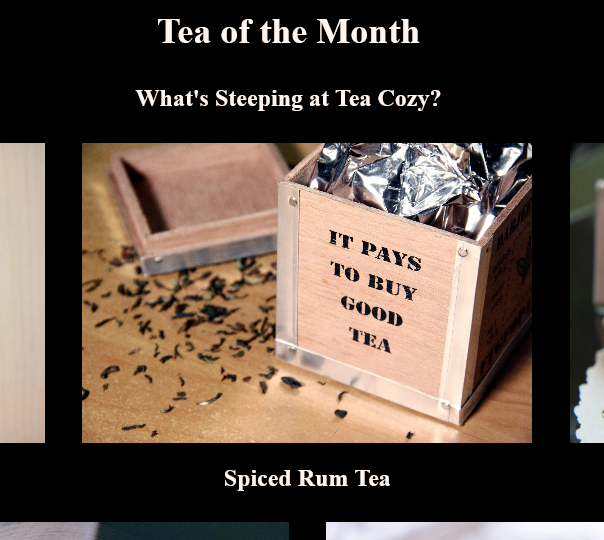 Tea of the Month
What's Steeping at Tea Cozy?
IT PAYS
TO BUY
GOOD
TEA
Spiced Rum Tea